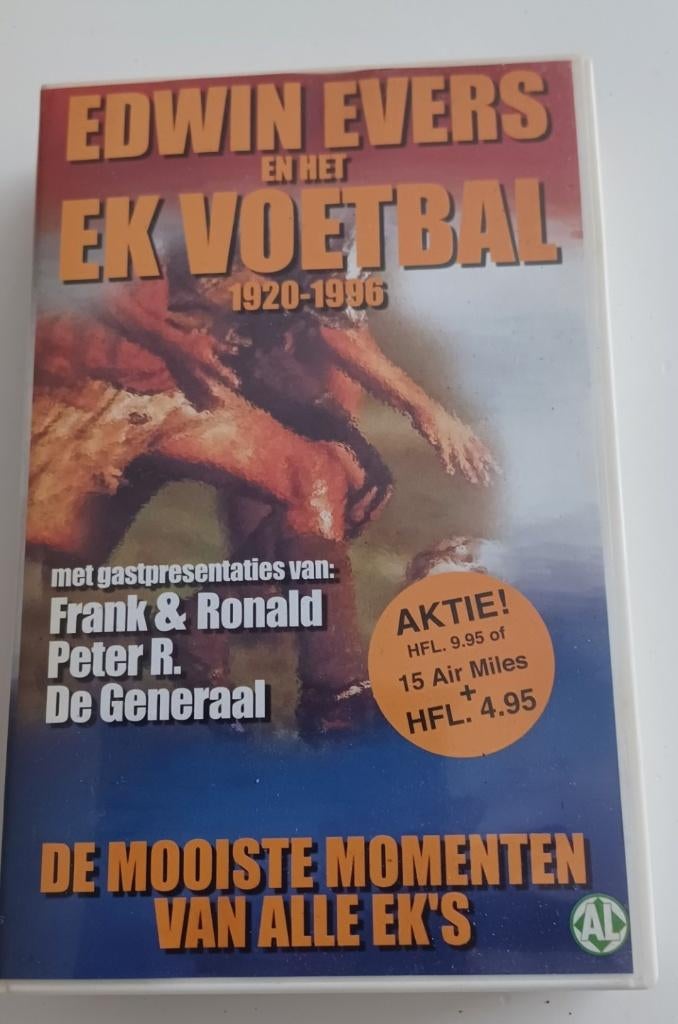 EDWIN EVERS
EN HET
EK VOETBAL
1920-1996
met gastpresentaties van:
Frank & Ronald
Peter R.
De Generaal
AKTIE!
HFL. 9.95 of
15 Air Miles
+
HFL. 4.95
DE MOOISTE MOMENTEN
VAN ALLE EK'S
AL